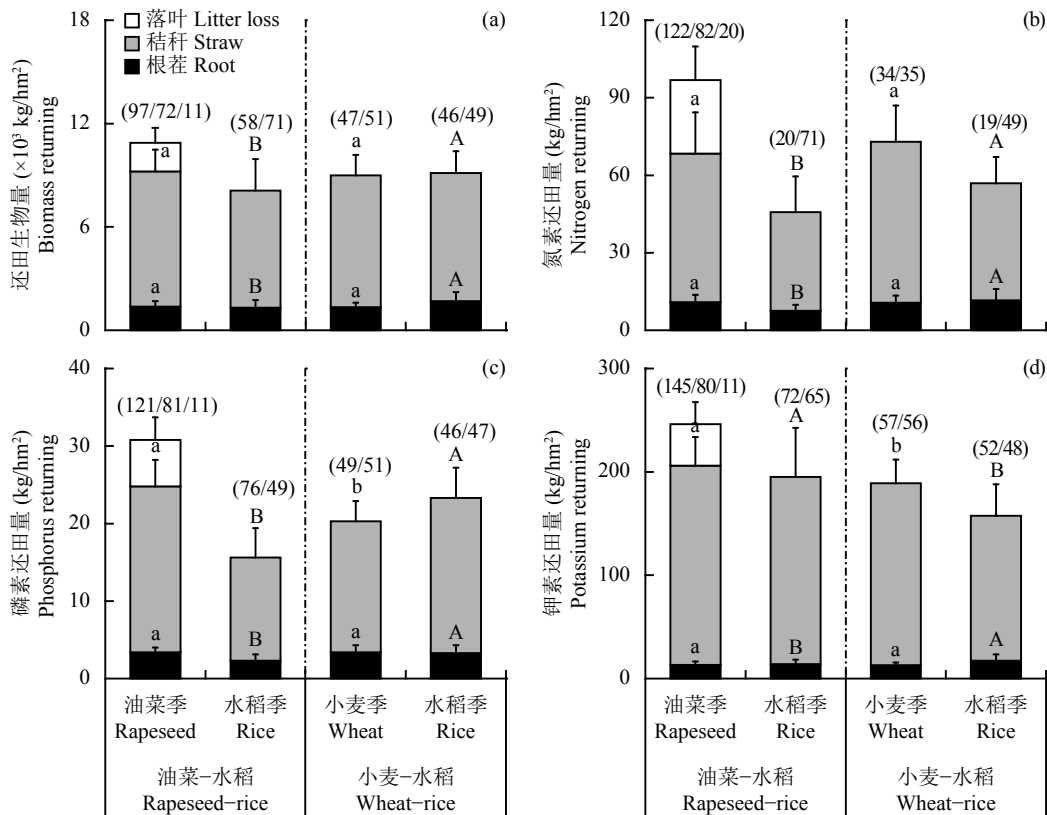 落叶 Litter loss
秸秆 Straw
根茬 Root
(a)
还田生物量 (×10³ kg/hm²)
Biomass returning
18
12
6
0
(97/72/11)
(58/71)
(47/51)
(46/49)
a
B
a
A
a
B
a
A
(b)
氮素还田量 (kg/hm²)
Nitrogen returning
120
90
60
30
0
(122/82/20)
(20/71)
(34/35)
(19/49)
a
B
a
A
a
B
a
A
(c)
磷素还田量 (kg/hm²)
Phosphorus returning
40
30
20
10
0
(121/81/11)
(76/49)
(49/51)
(46/47)
a
B
b
A
a
B
a
A
油菜季 水稻季 小麦季 水稻季
Rapeseed Rice Wheat Rice
油菜–水稻 小麦–水稻
Rapeseed–rice Wheat–rice
(d)
钾素还田量 (kg/hm²)
Potassium returning
300
200
100
0
(145/80/11)
(72/65)
(57/56)
(52/48)
a
A
b
B
a
B
a
A
油菜季 水稻季 小麦季 水稻季
Rapeseed Rice Wheat Rice
油菜–水稻 小麦–水稻
Rapeseed–rice Wheat–rice